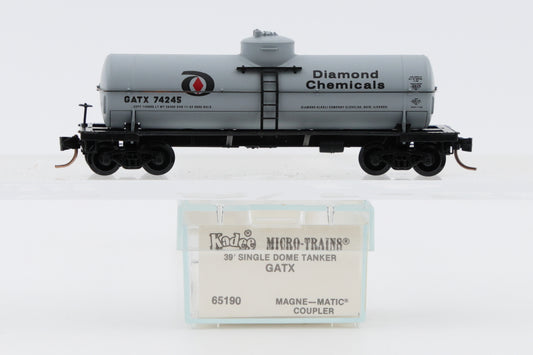 Diamond
Chemicals
GATX 74245
Kadee MICRO-TRAINS®
39' SINGLE DOME TANKER
GATX
65190
MAGNE—MATIC®
COUPLER